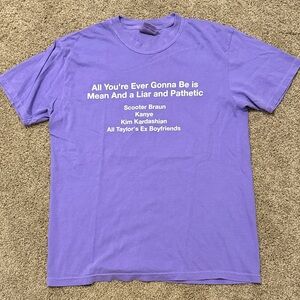 All You're Ever Gonna Be is
Mean And a Liar and Pathetic
Scooter Braun
Kanye
Kim Kardashian
All Taylor's Ex Boyfriends